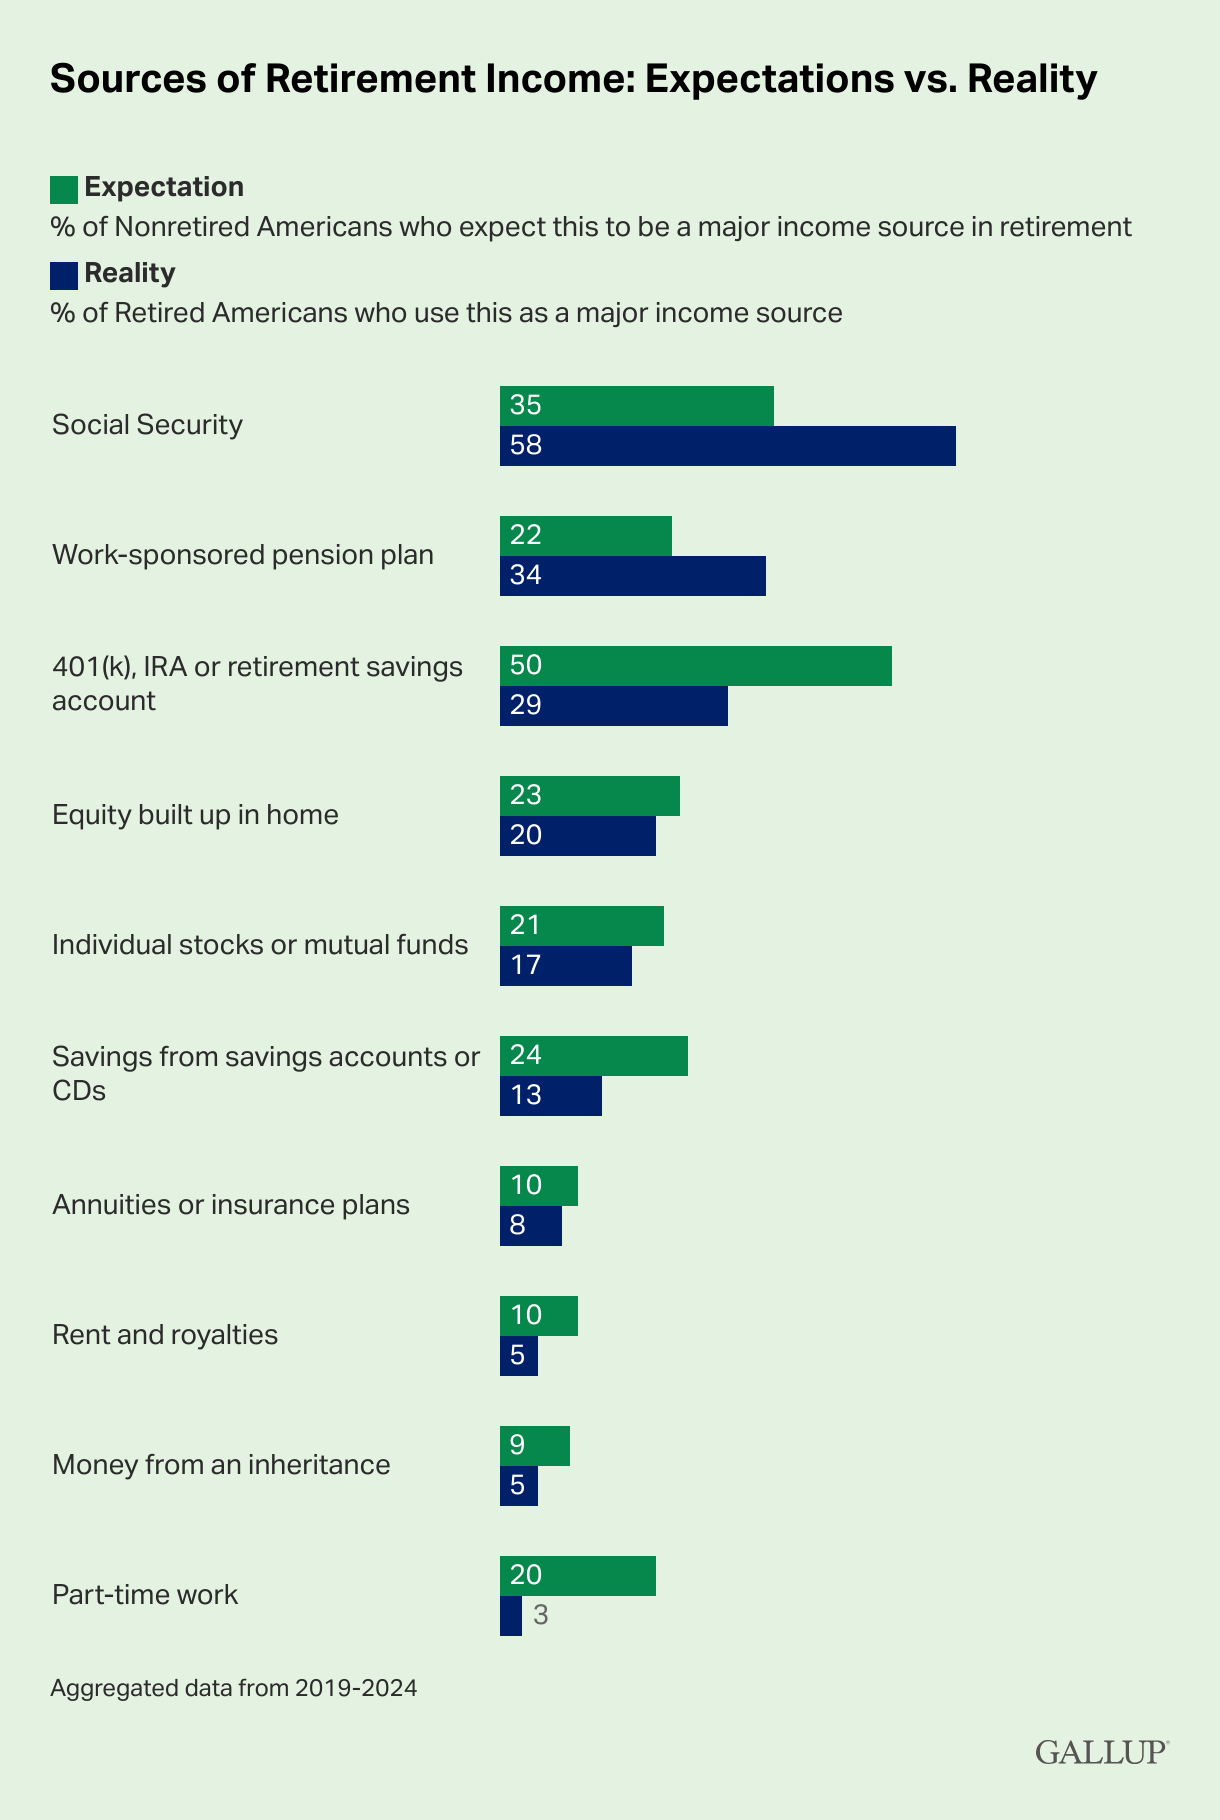 Sources of Retirement Income: Expectations vs. Reality
Expectation
% of Nonretired Americans who expect this to be a major income source in retirement
Reality
% of Retired Americans who use this as a major income source
Social Security
35
58
Work-sponsored pension plan
22
34
401(k), IRA or retirement savings
account
50
29
Equity built up in home
23
20
Individual stocks or mutual funds
21
17
Savings from savings accounts or
CDs
24
13
Annuities or insurance plans
10
8
Rent and royalties
10
5
Money from an inheritance
9
5
Part-time work
20
3
Aggregated data from 2019-2024
GALLUP®